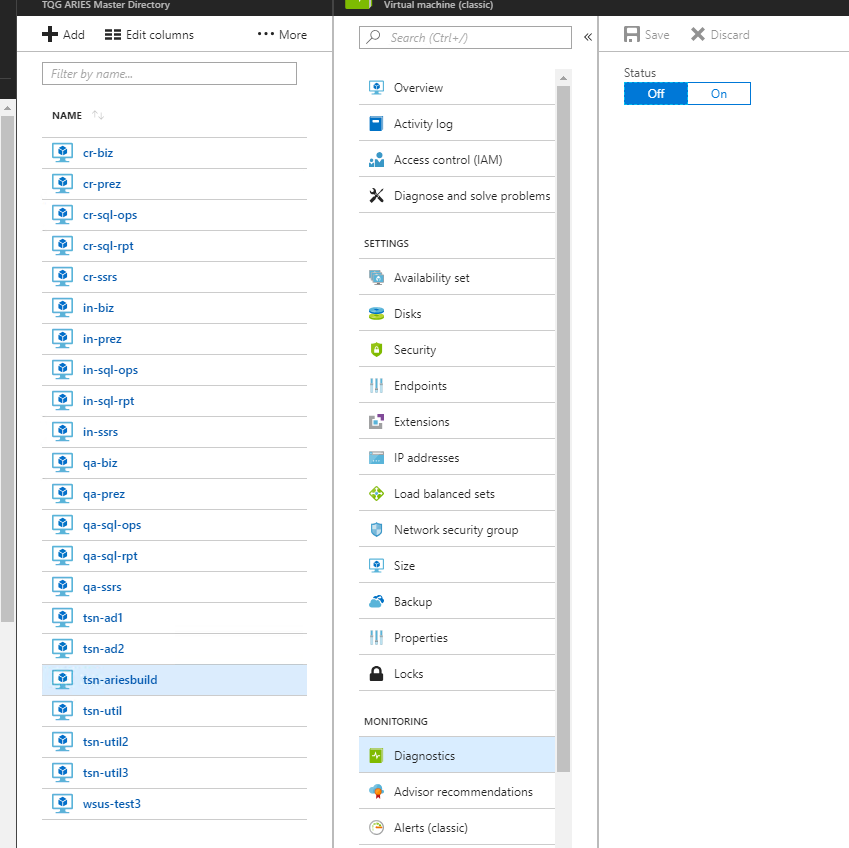 TQG ARIES Master Directory
Add
Edit columns
More
Filter by name...
NAME
cr-biz
cr-prez
cr-sql-ops
cr-sql-rpt
cr-ssrs
in-biz
in-prez
in-sql-ops
in-sql-rpt
in-ssrs
qa-biz
qa-prez
qa-sql-ops
qa-sql-rpt
qa-ssrs
tsn-ad1
tsn-ad2
tsn-ariesbuild
tsn-util
tsn-util2
tsn-util3
wsus-test3
Virtual machine (classic)
Search (Ctrl+/)
Overview
Activity log
Access control (IAM)
Diagnose and solve problems
SETTINGS
Availability set
Disks
Security
Endpoints
Extensions
IP addresses
Load balanced sets
Network security group
Size
Backup
Properties
Locks
MONITORING
Diagnostics
Advisor recommendations
Alerts (classic)
Save
Discard
Status
Off
On